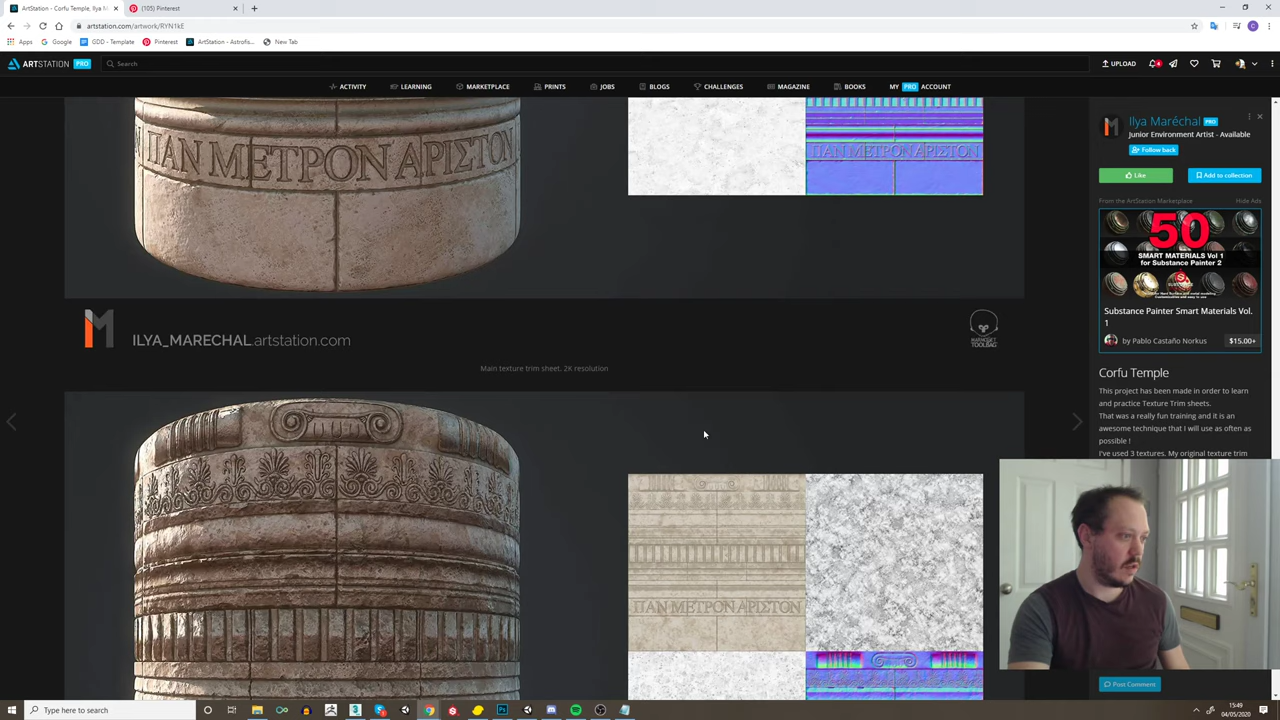 ArtStation - Corfu Temple, Ilya M
(105) Pinterest
artstation.com/artwork/RYN1kE
Apps
Google
GDD - Template
Pinterest
ArtStation - Astrofis...
New Tab
ARTSTATION PRO
Search
UPLOAD
4
ACTIVITY
LEARNING
MARKETPLACE
PRINTS
JOBS
BLOGS
CHALLENGES
MAGAZINE
BOOKS
MY PRO ACCOUNT
ΠΑΝ ΜΕΤΡΟΝ ΑΡΙΣΤ
ΠΑΝ ΜΕΤΡΟΝ ΑΡΙΣΤΟΝ
ILYA_MARECHAL.artstation.com
MARMOSET
TOOLBAG
Main texture trim sheet, 2K resolution
ΠΑΝ ΜΕΤΡΟΝ ΑΡΙΣΤΟΝ
Ilya Maréchal PRO
Junior Environment Artist - Available
Follow back
Like
Add to collection
From the ArtStation Marketplace
Hide Ads
50
SMART MATERIALS Vol 1
for Substance Painter 2
Substance Painter Smart Materials Vol.
1
by Pablo Castaño Norkus
$15.00+
Corfu Temple
This project has been made in order to learn
and practice Texture Trim sheets.
That was a really fun training and it is an
awesome technique that I will use as often as
possible !
I've used 3 textures. My original texture trim
Post Comment
Type here to search
15:49
04/05/2020